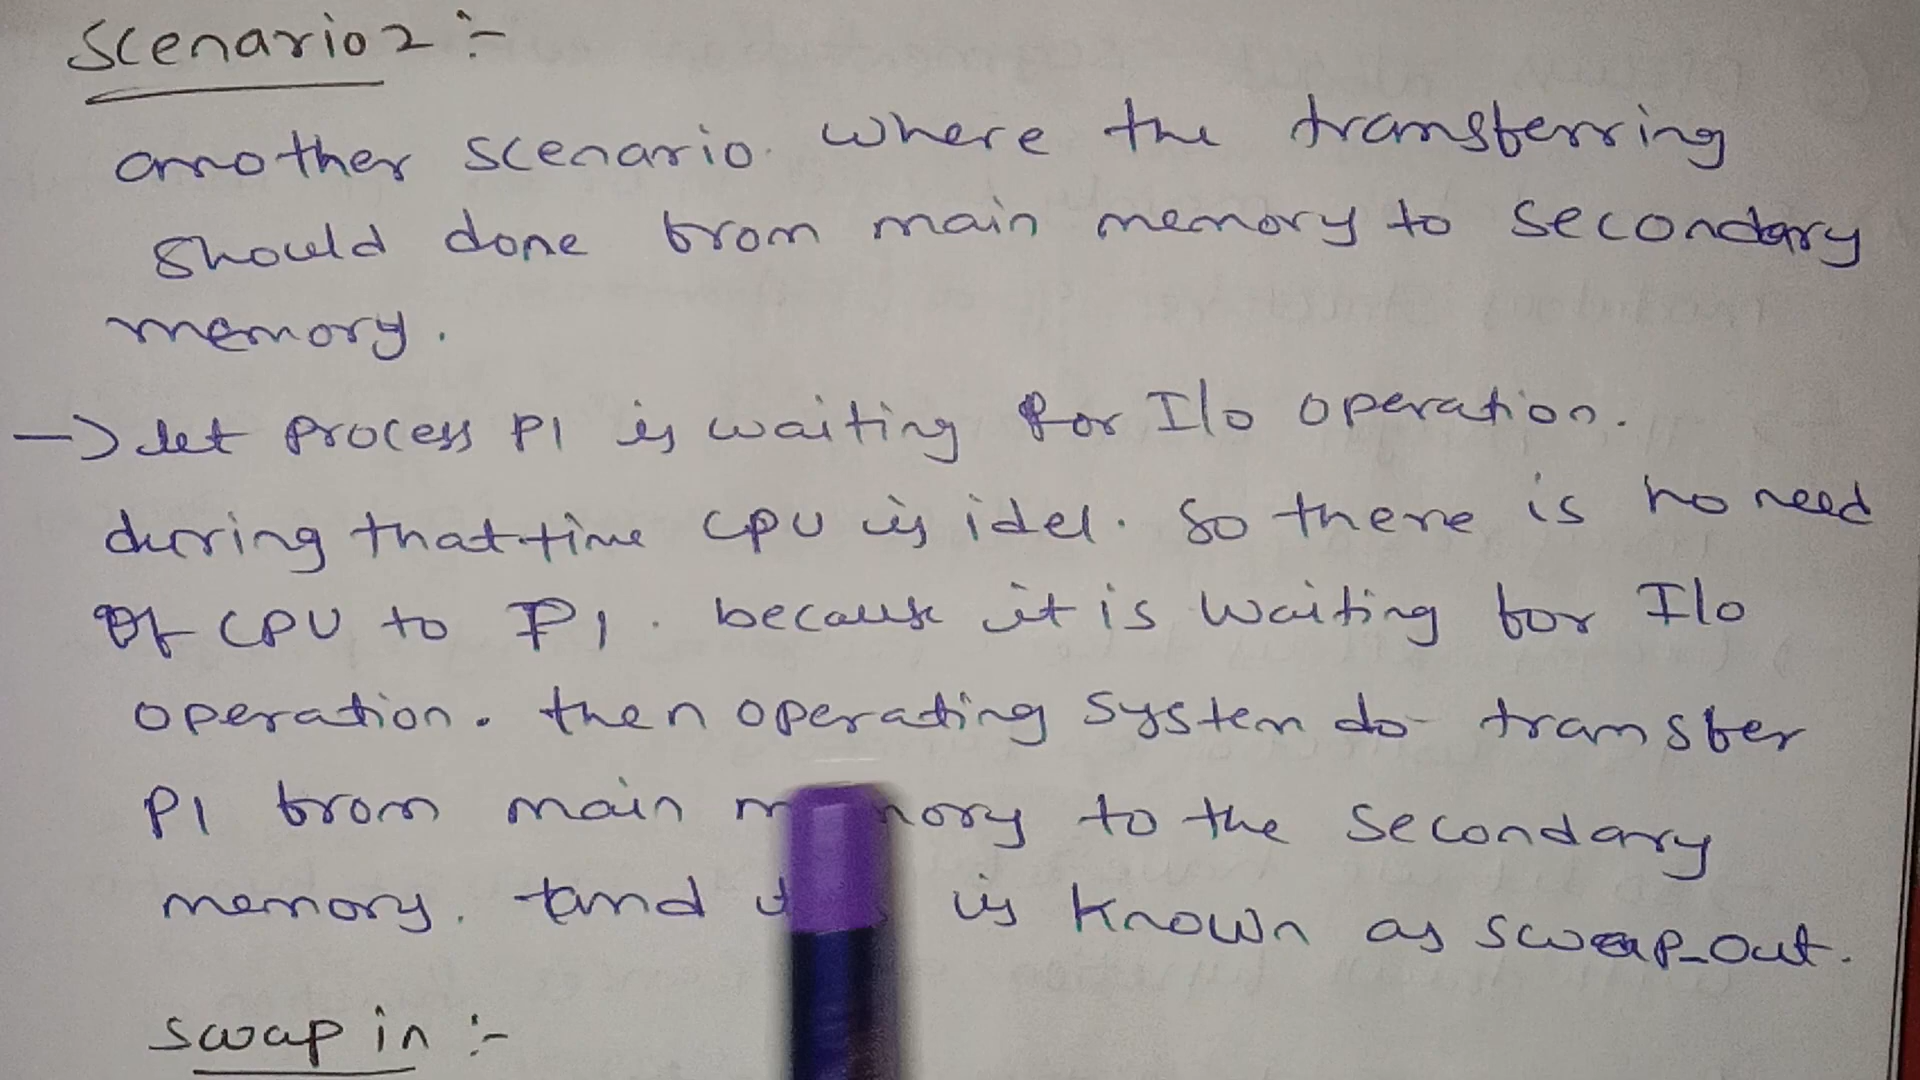 Scenario 2 :-
another scenario. where the transferring
should done from main memory to secondary
memory.
→ let process P1 is waiting for I/o operation.
during that time CPU is idel. So there is no need
Of CPU to P1. because it is waiting for I/o
operation. then operating system do transfer
P1 from main to the secondary
memory. and is known as swap-out.
swap in :-